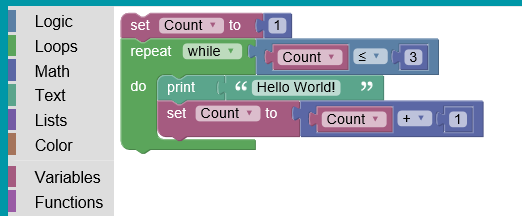 Logic
Loops
Math
Text
Lists
Color
Variables
Functions
set Count to 1
repeat while Count ≤ 3
do print “ Hello World! ”
set Count to Count + 1